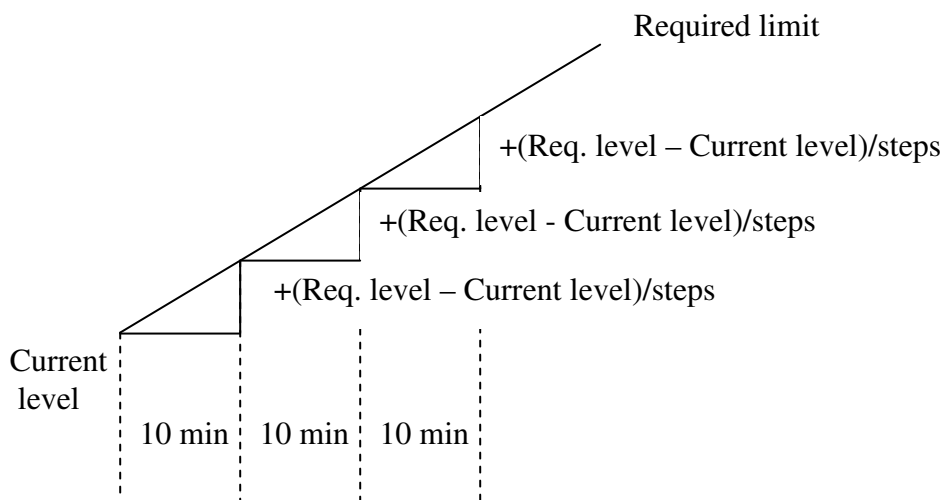 Required limit
+(Req. level – Current level)/steps
+(Req. level - Current level)/steps
+(Req. level – Current level)/steps
Current
level
10 min
10 min
10 min